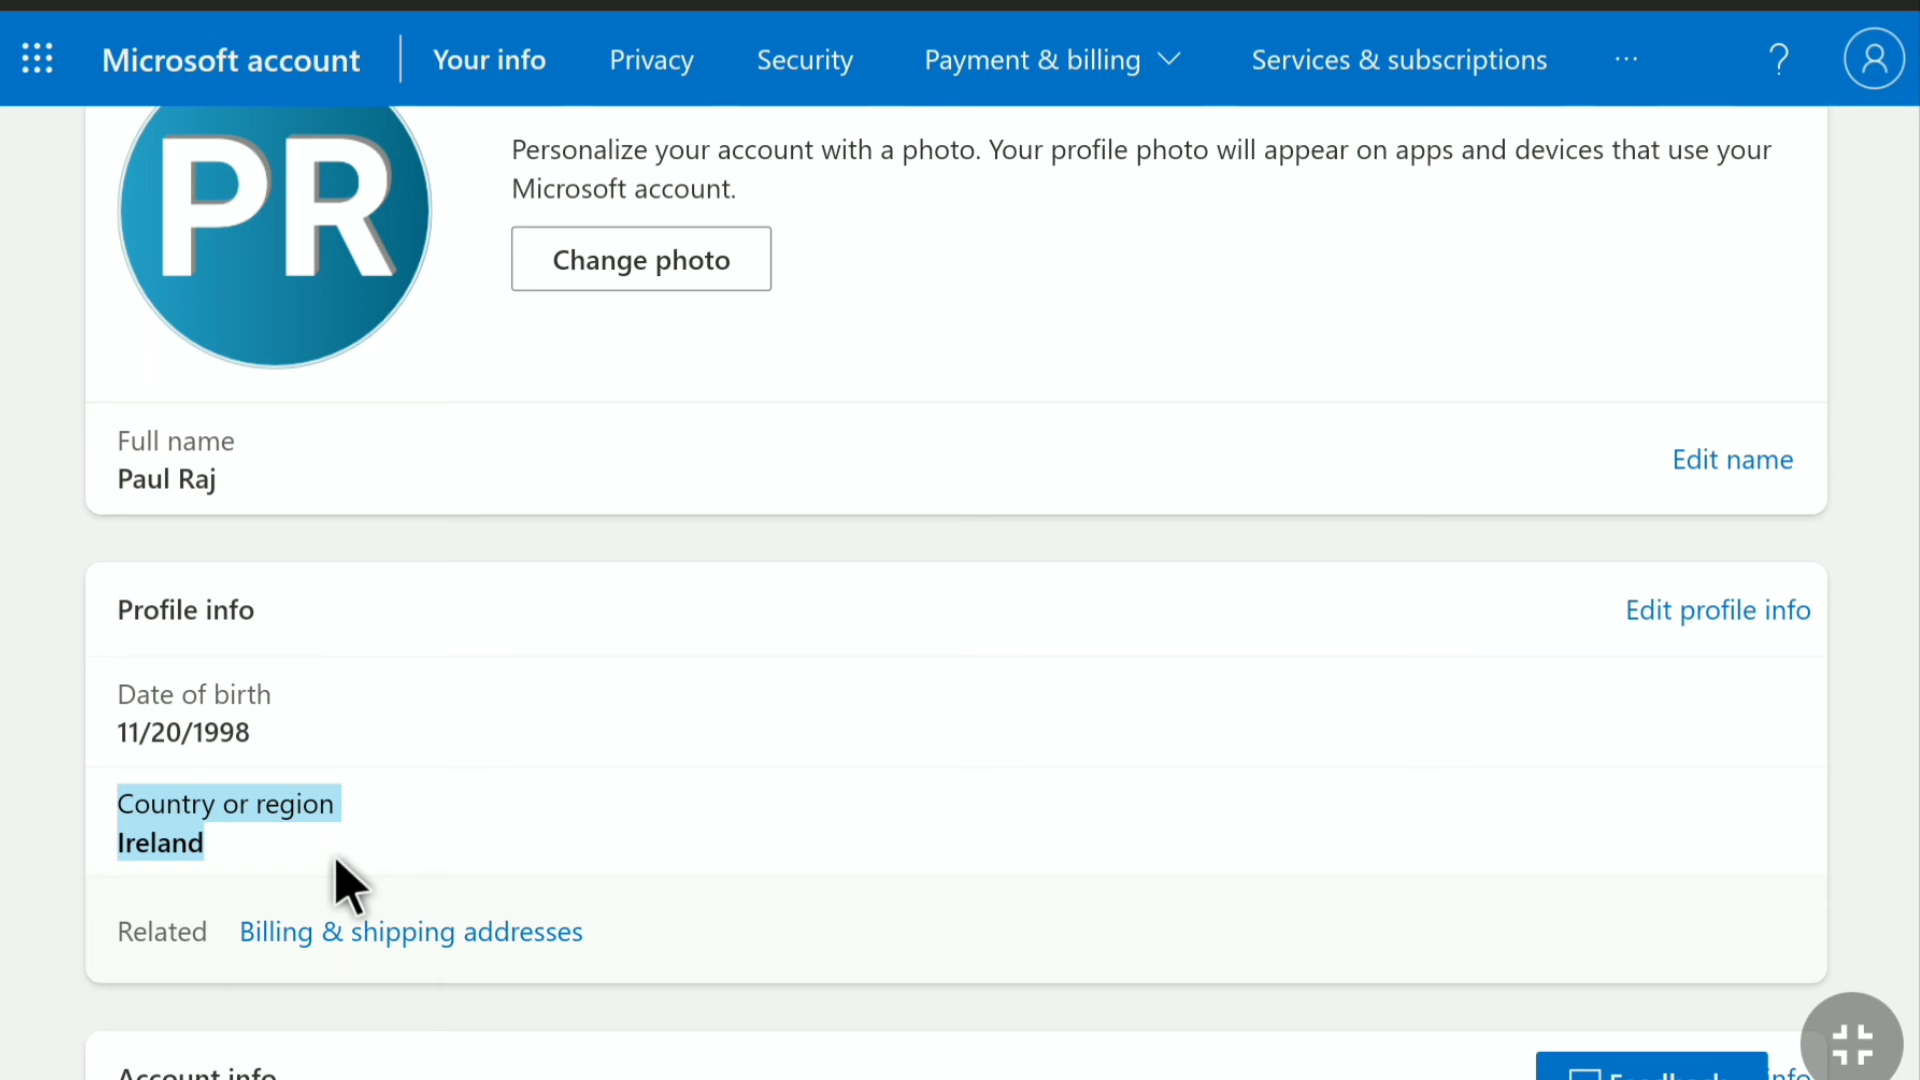 Microsoft account
Your info
Privacy
Security
Payment & billing
Services & subscriptions
...
?
PR
Personalize your account with a photo. Your profile photo will appear on apps and devices that use your
Microsoft account.
Change photo
Full name
Paul Raj
Edit name
Profile info
Edit profile info
Date of birth
11/20/1998
Country or region
Ireland
Related
Billing & shipping addresses
Account info
Feedback
info